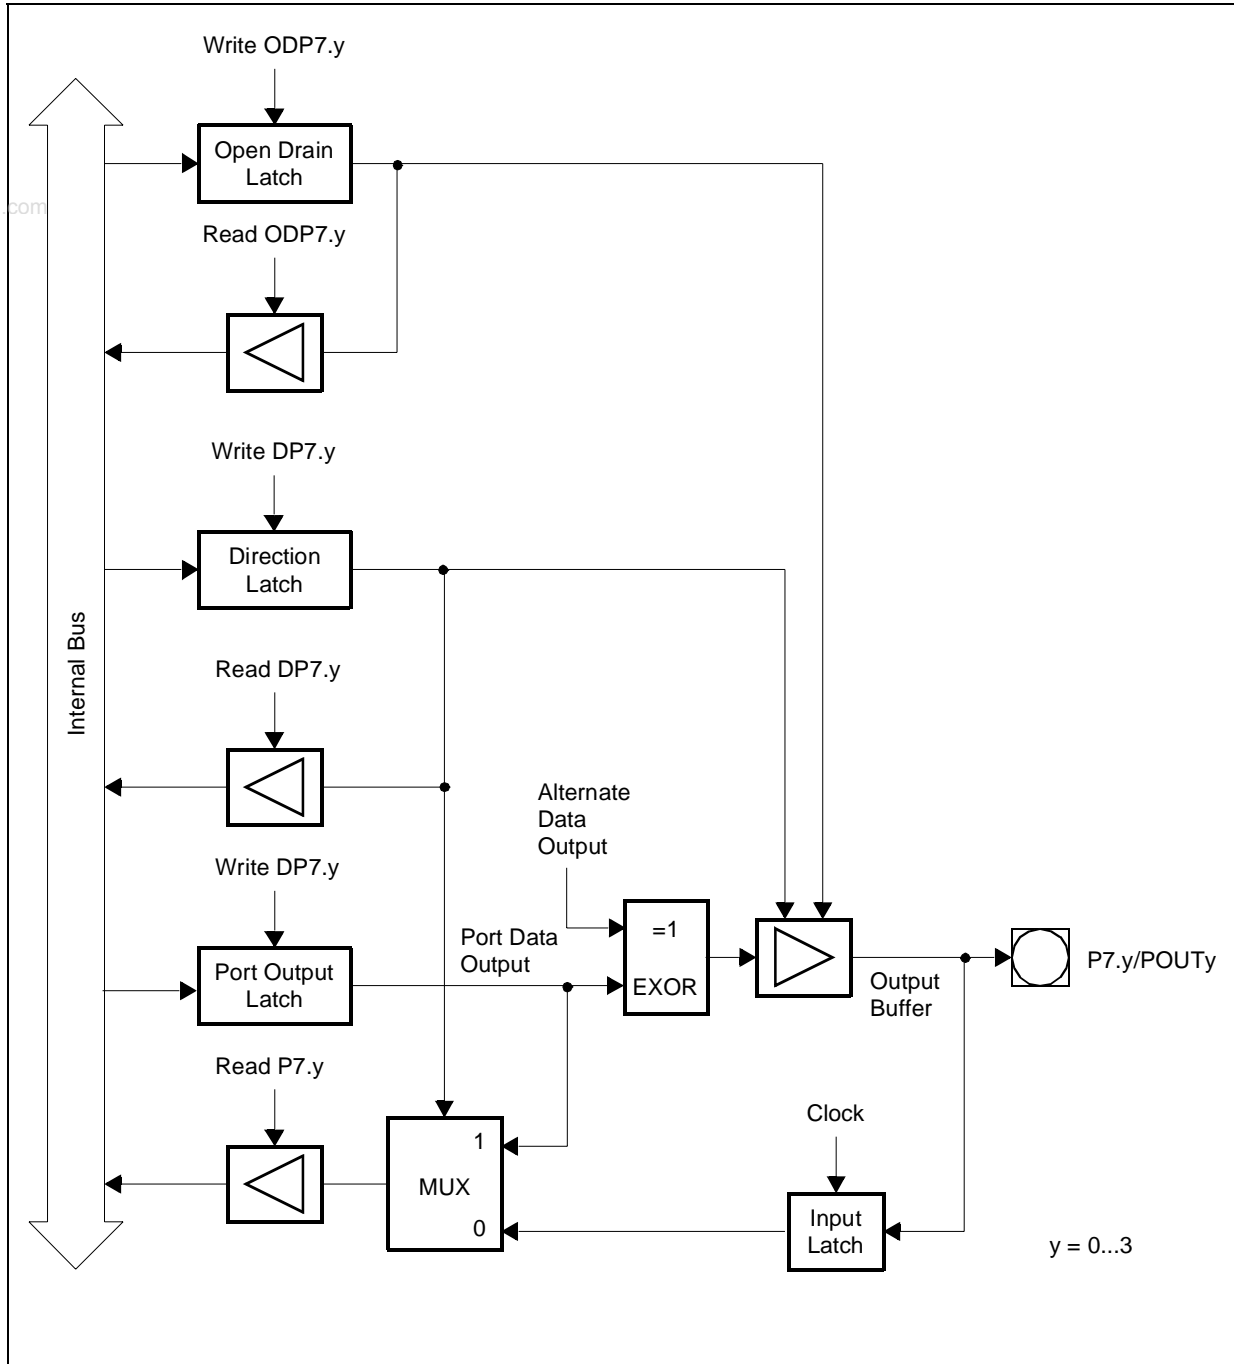 Write ODP7.y
Open Drain
Latch
.com
Read ODP7.y
Write DP7.y
Direction
Latch
Internal Bus
Read DP7.y
Alternate
Data
Output
Write DP7.y
Port Data
Output
=1
EXOR
Port Output
Latch
Output
Buffer
P7.y/POUTy
Read P7.y
1
MUX
0
Clock
Input
Latch
y = 0...3